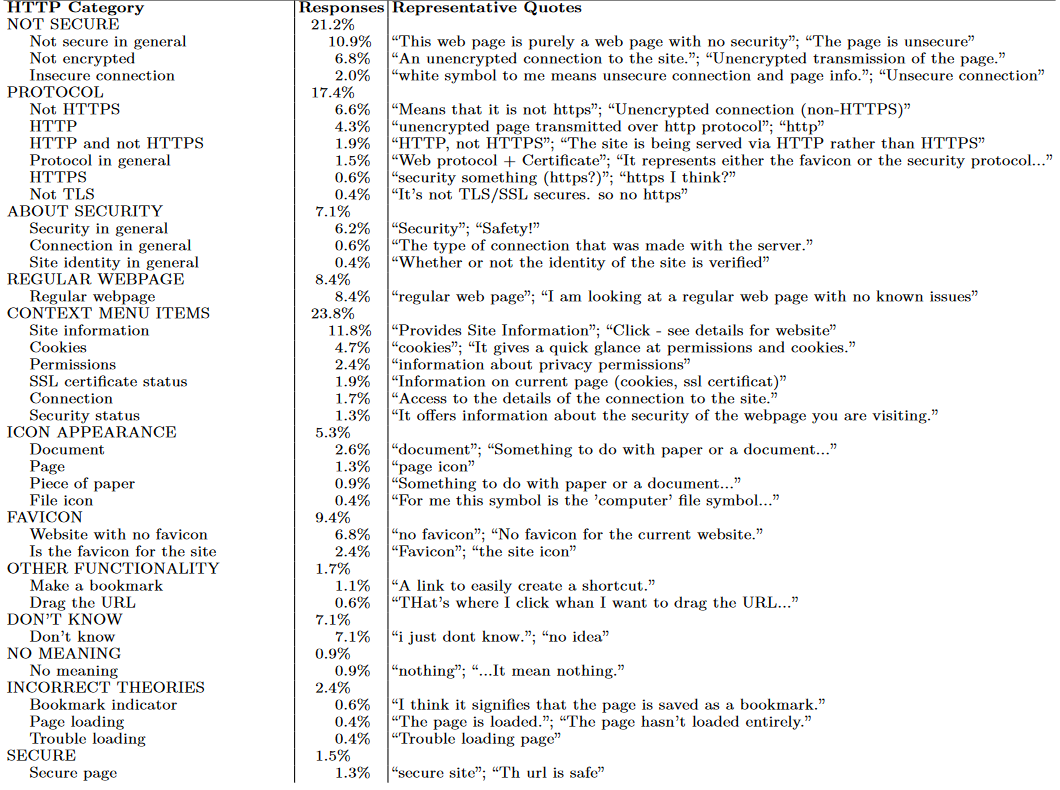 HTTP Category Responses Representative Quotes
NOT SECURE 21.2%
Not secure in general 10.9% “This web page is purely a web page with no security”; “The page is unsecure”
Not encrypted 6.8% “An unencrypted connection to the site.”; “Unencrypted transmission of the page.”
Insecure connection 2.0% “white symbol to me means unsecure connection and page info.”; “Unsecure connection”
PROTOCOL 17.4%
Not HTTPS 6.6% “Means that it is not https”; “Unencrypted connection (non-HTTPS)”
HTTP 4.3% “unencrypted page transmitted over http protocol”; “http”
HTTP and not HTTPS 1.9% “HTTP, not HTTPS”; “The site is being served via HTTP rather than HTTPS”
Protocol in general 1.5% “Web protocol + Certificate”; “It represents either the favicon or the security protocol...”
HTTPS 0.6% “security something (https?)”; “https I think?”
Not TLS 0.4% “It’s not TLS/SSL secures. so no https”
ABOUT SECURITY 7.1%
Security in general 6.2% “Security”; “Safety!”
Connection in general 0.6% “The type of connection that was made with the server.”
Site identity in general 0.4% “Whether or not the identity of the site is verified”
REGULAR WEBPAGE 8.4%
Regular webpage 8.4% “regular web page”; “I am looking at a regular web page with no known issues”
CONTEXT MENU ITEMS 23.8%
Site information 11.8% “Provides Site Information”; “Click - see details for website”
Cookies 4.7% “cookies”; “It gives a quick glance at permissions and cookies.”
Permissions 2.4% “information about privacy permissions”
SSL certificate status 1.9% “Information on current page (cookies, ssl certificat)”
Connection 1.7% “Access to the details of the connection to the site.”
Security status 1.3% “It offers information about the security of the webpage you are visiting.”
ICON APPEARANCE 5.3%
Document 2.6% “document”; “Something to do with paper or a document...”
Page 1.3% “page icon”
Piece of paper 0.9% “Something to do with paper or a document...”
File icon 0.4% “For me this symbol is the ’computer’ file symbol...”
FAVICON 9.4%
Website with no favicon 6.8% “no favicon”; “No favicon for the current website.”
Is the favicon for the site 2.4% “Favicon”; “the site icon”
OTHER FUNCTIONALITY 1.7%
Make a bookmark 1.1% “A link to easily create a shortcut.”
Drag the URL 0.6% “THat’s where I click whan I want to drag the URL...”
DON’T KNOW 7.1%
Don’t know 7.1% “i just dont know.”; “no idea”
NO MEANING 0.9%
No meaning 0.9% “nothing”; “...It mean nothing.”
INCORRECT THEORIES 2.4%
Bookmark indicator 0.6% “I think it signifies that the page is saved as a bookmark.”
Page loading 0.4% “The page is loaded.”; “The page hasn’t loaded entirely.”
Trouble loading 0.4% “Trouble loading page”
SECURE 1.5%
Secure page 1.3% “secure site”; “Th url is safe”